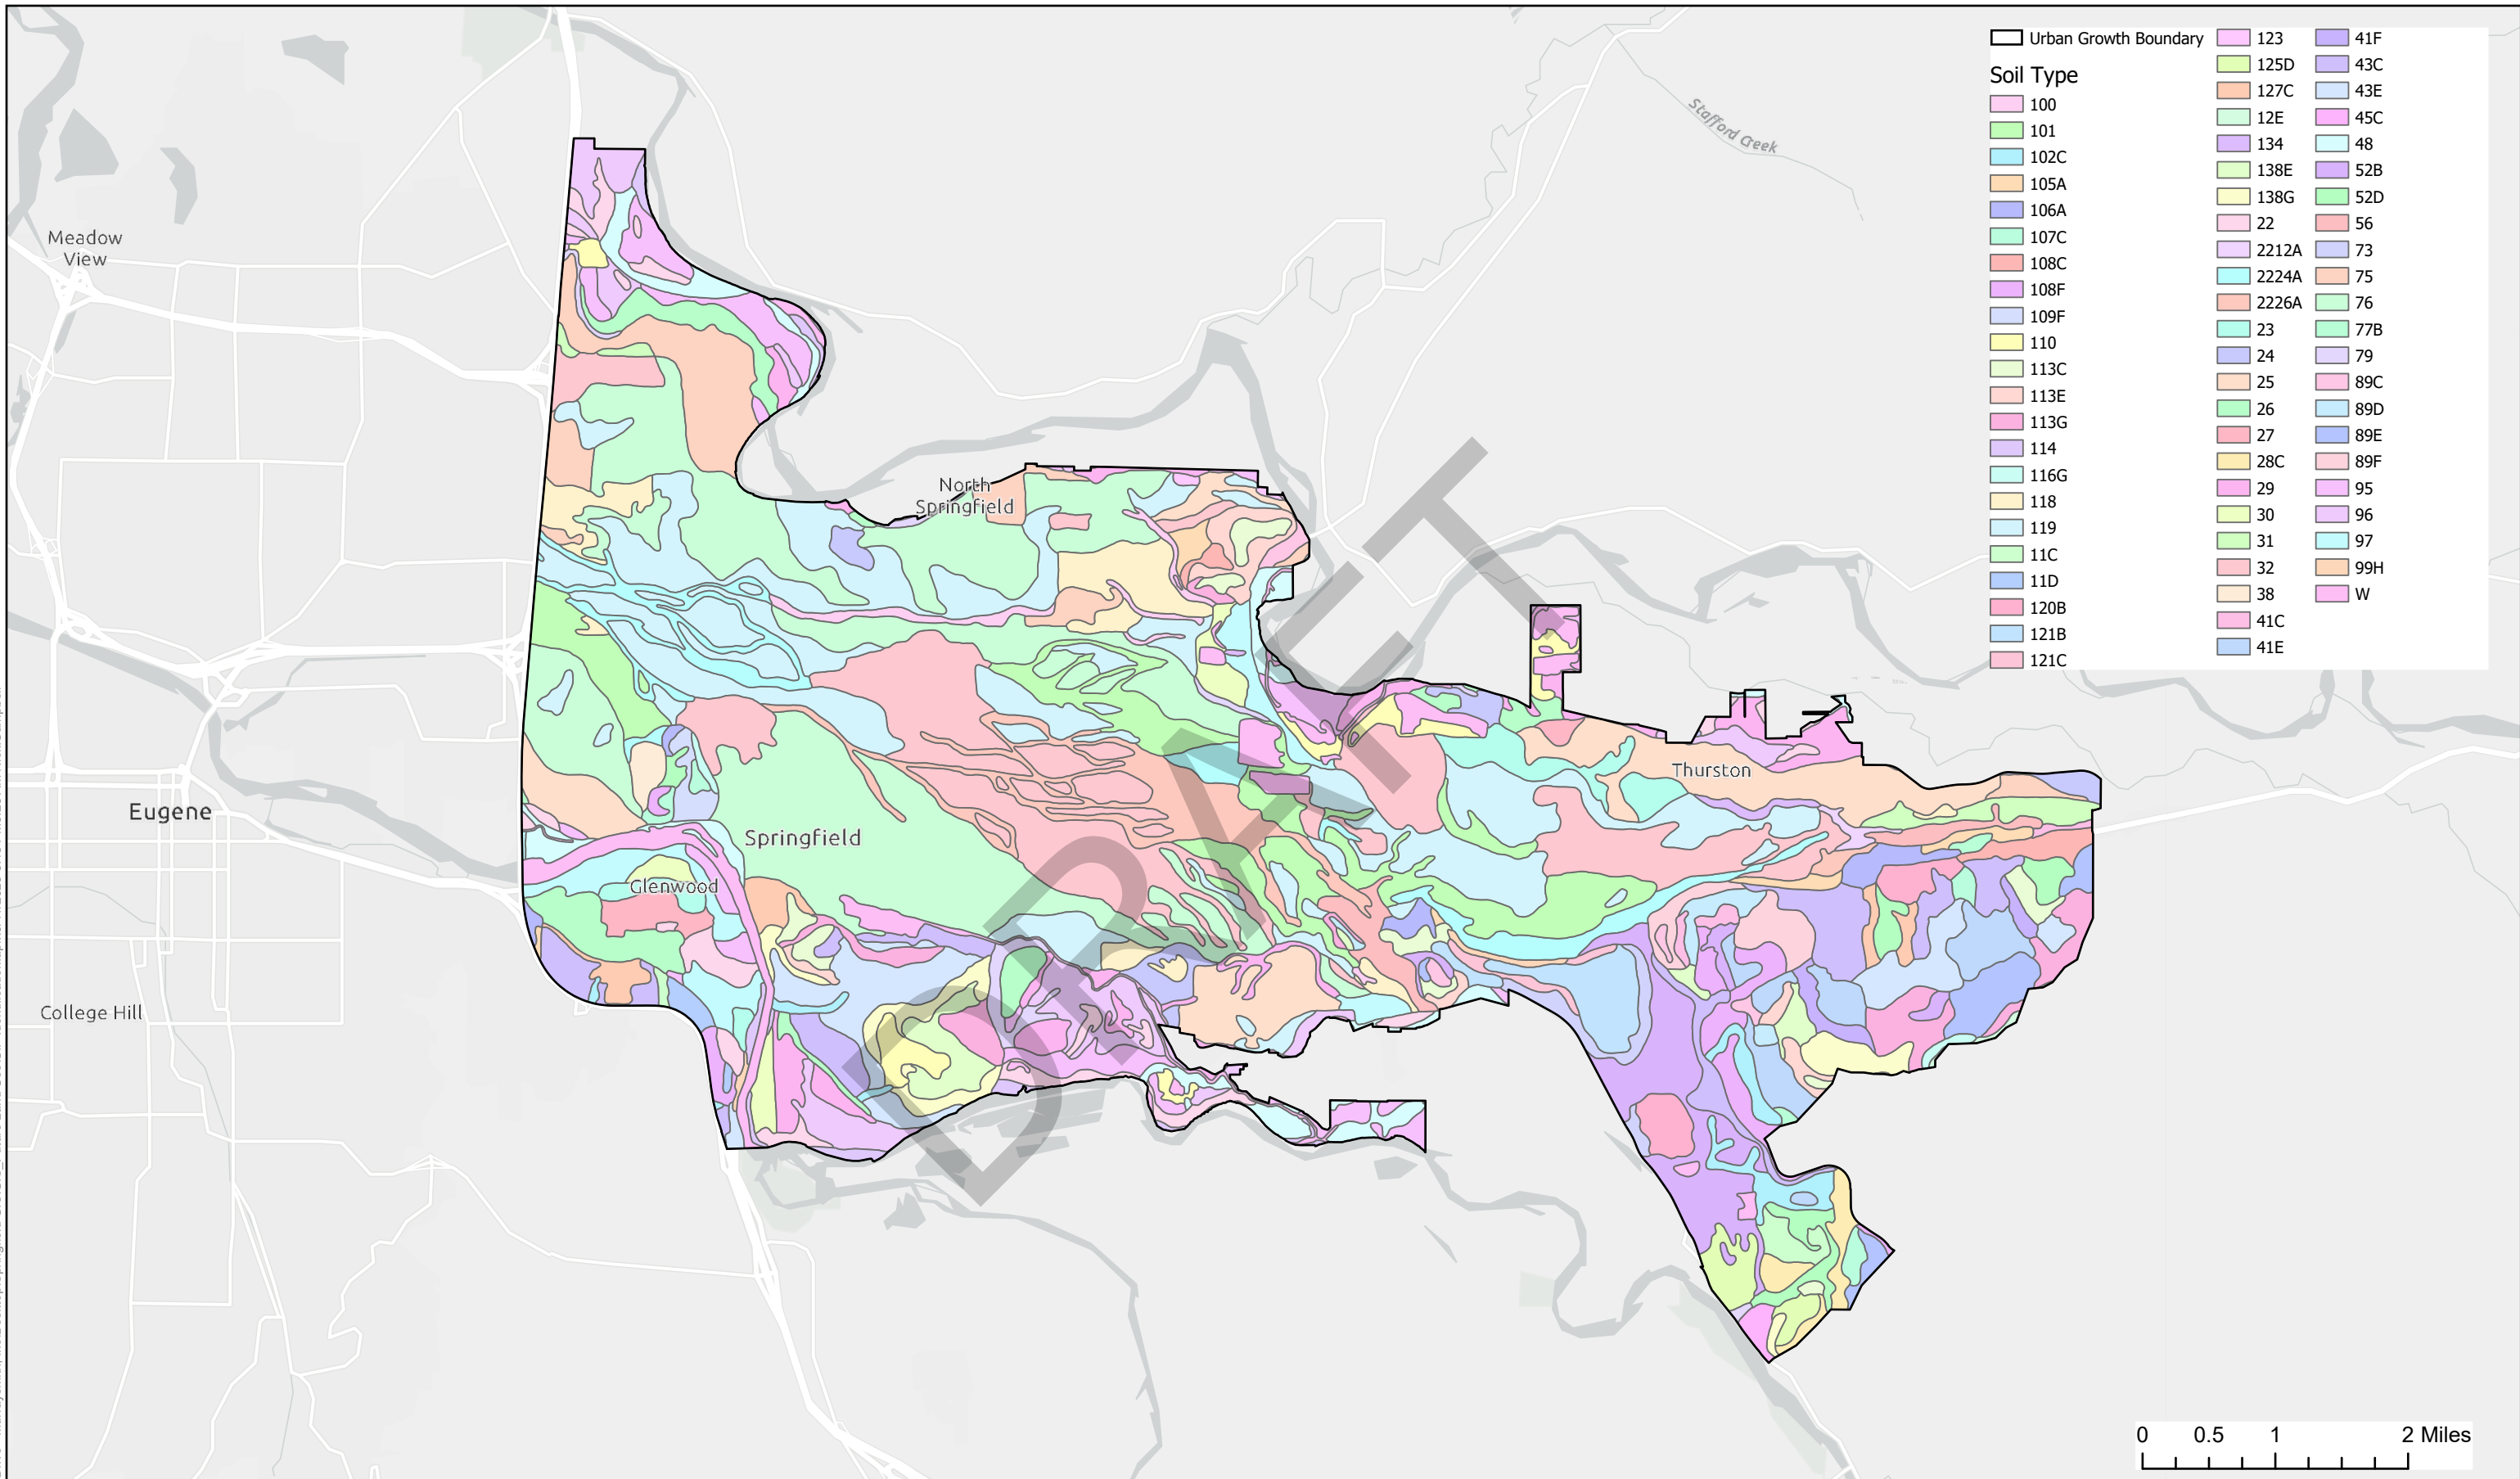 Urban Growth Boundary
Soil Type
100
101
102C
105A
106A
107C
108C
108F
109F
110
113C
113E
113G
114
116G
118
119
11C
11D
120B
121B
121C
123
125D
127C
12E
134
138E
138G
22
2212A
2224A
2226A
23
24
25
26
27
28C
29
30
31
32
38
41C
41E
41F
43C
43E
45C
48
52B
52D
56
73
75
76
77B
79
89C
89D
89E
89F
95
96
97
99H
W
Stafford Creek
Meadow
View
North
Springfield
Thurston
Eugene
Springfield
Glenwood
College Hill
DRAFT
0 0.5 1 2 Miles